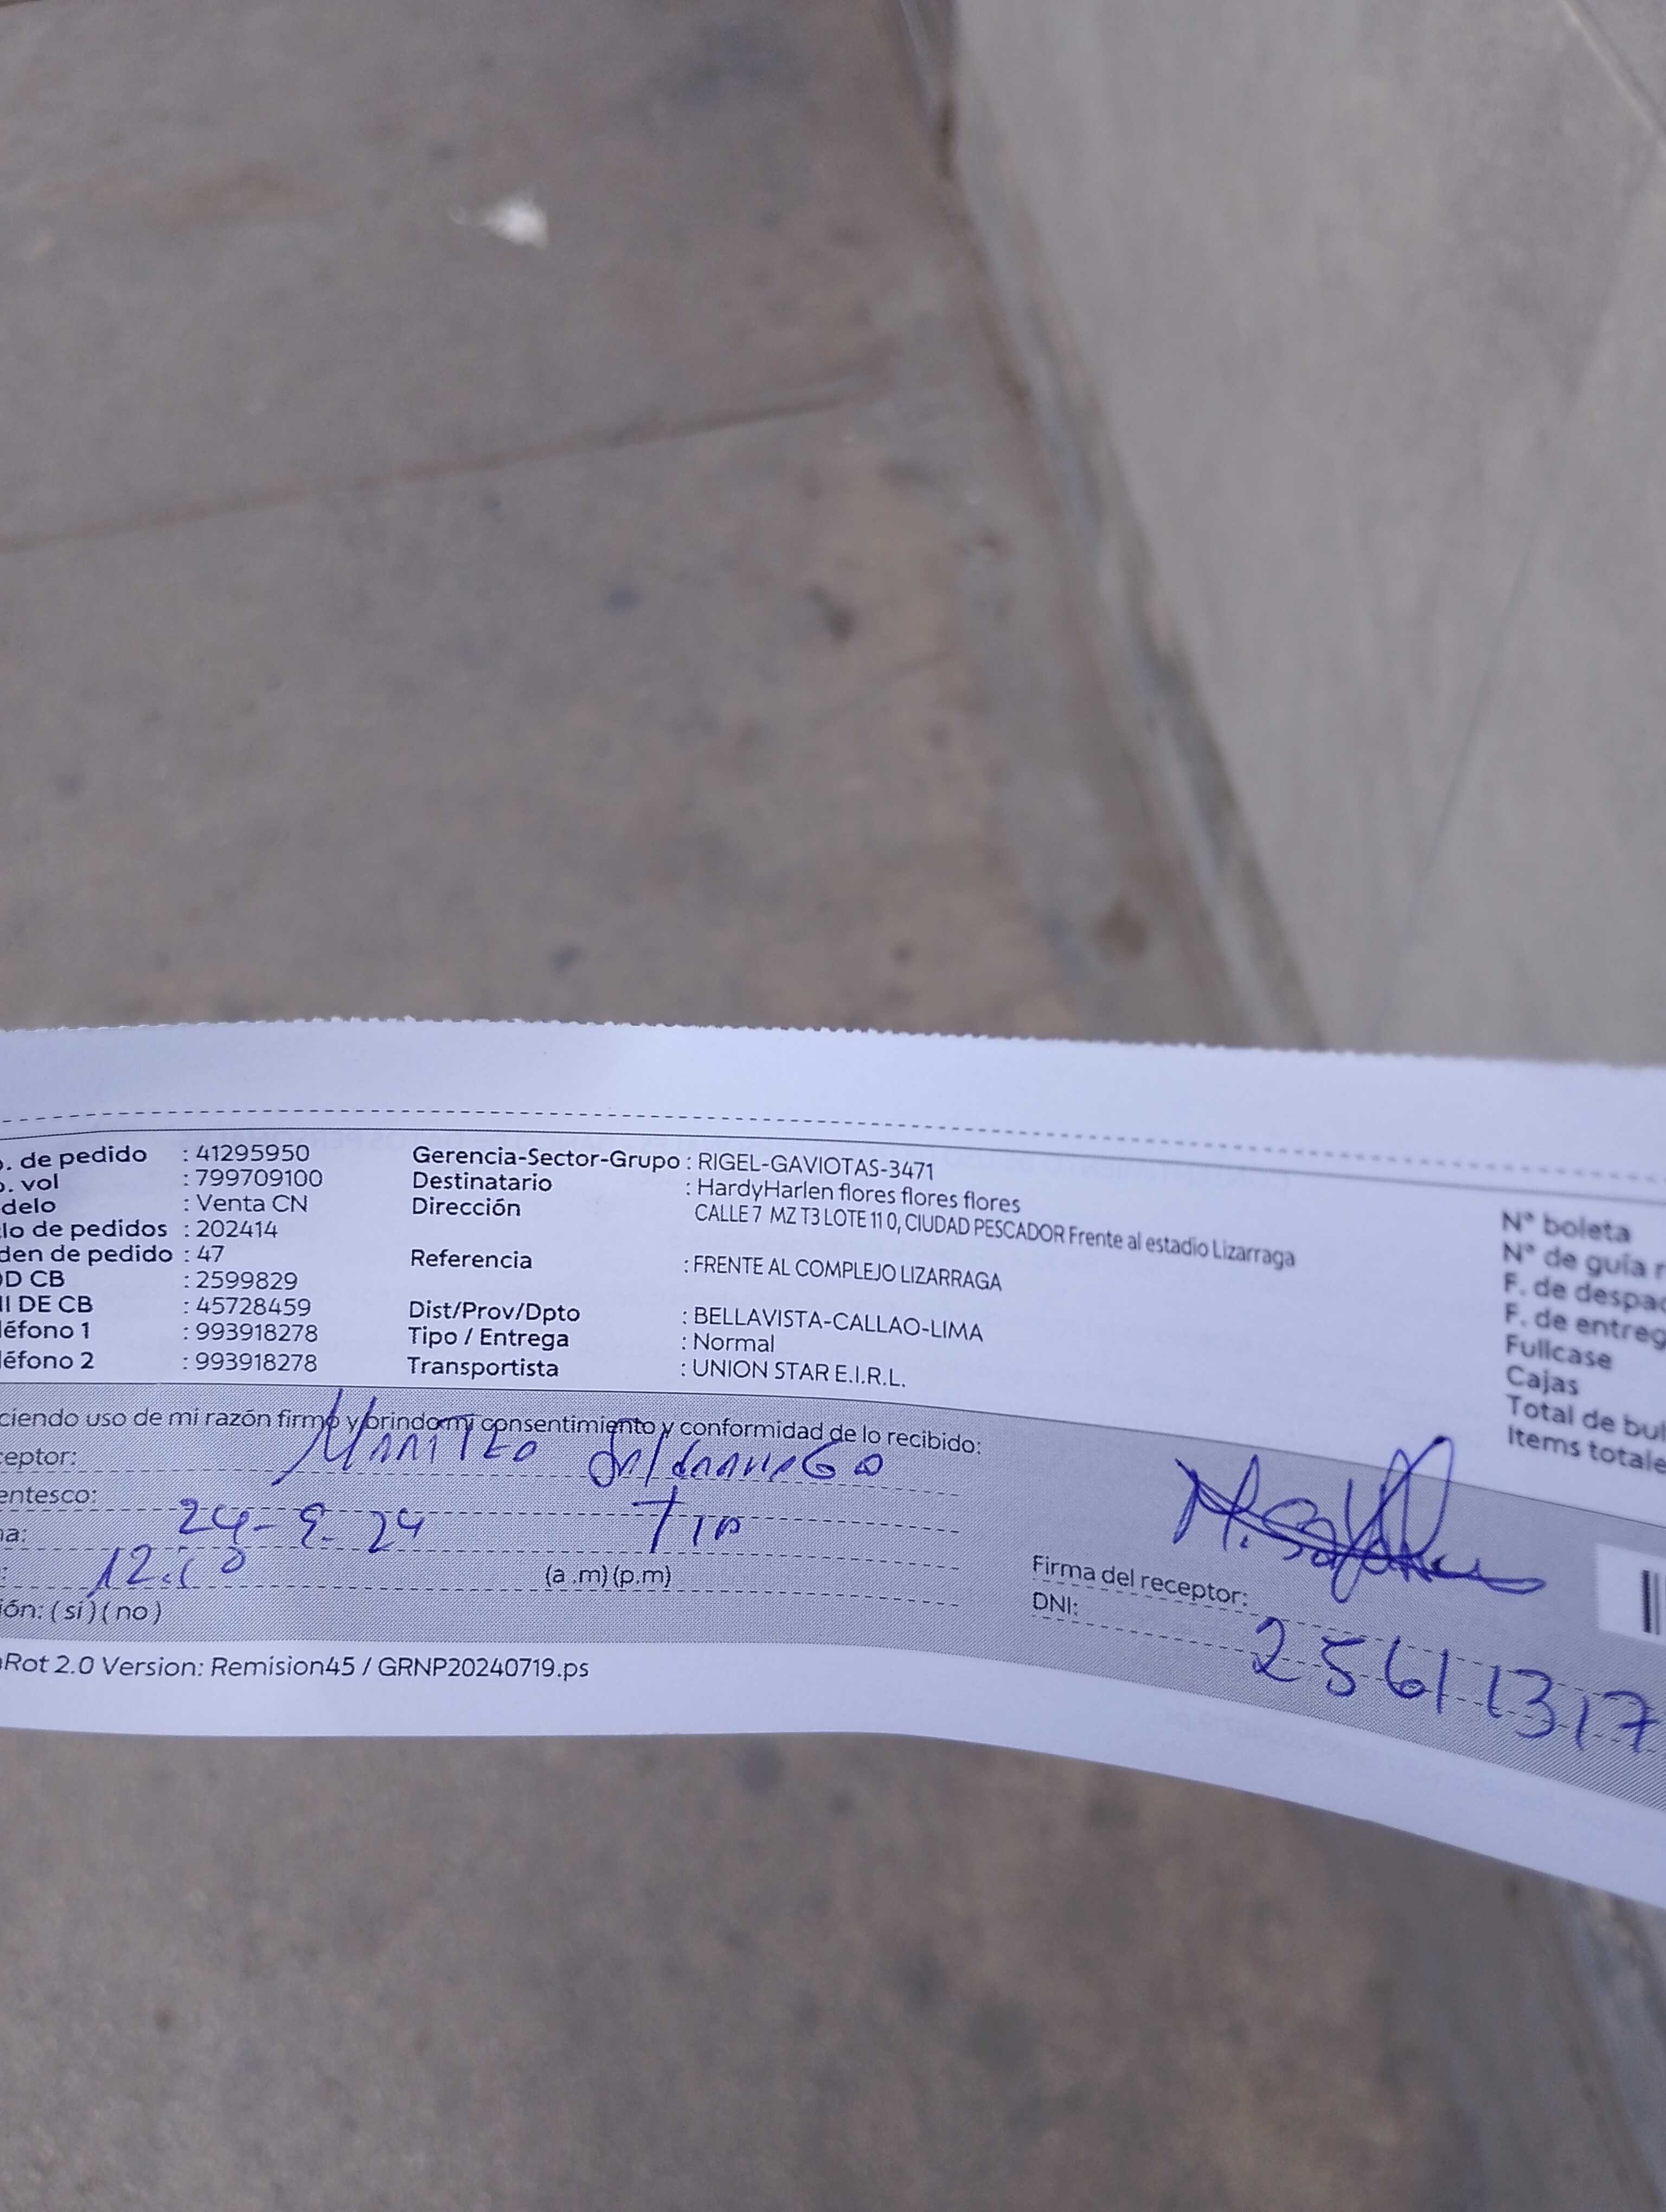 . de pedido : 41295950
. vol : 799709100
delo : Venta CN
lo de pedidos : 202414
den de pedido : 47
D CB : 2599829
I DE CB : 45728459
léfono 1 : 993918278
léfono 2 : 993918278
Gerencia-Sector-Grupo : RIGEL-GAVIOTAS-3471
Destinatario : HardyHarlen flores flores flores
Dirección CALLE 7 MZ T3 LOTE 11 0, CIUDAD PESCADOR Frente al estadio Lizarraga
Referencia : FRENTE AL COMPLEJO LIZARRAGA
Dist/Prov/Dpto : BELLAVISTA-CALLAO-LIMA
Tipo / Entrega : Normal
Transportista : UNION STAR E.I.R.L.
N° boleta
N° de guía r
F. de despac
F. de entreg
Fullcase
Cajas
Total de bul
Items totale
ciendo uso de mi razón firmo y brindo mi consentimiento y conformidad de lo recibido:
ceptor:
entesco:
ha: 24-9-24
: (a .m) (p.m)
ión: ( si ) ( no )
Firma del receptor:
DNI: 25611317
Rot 2.0 Version: Remision45 / GRNP20240719.ps